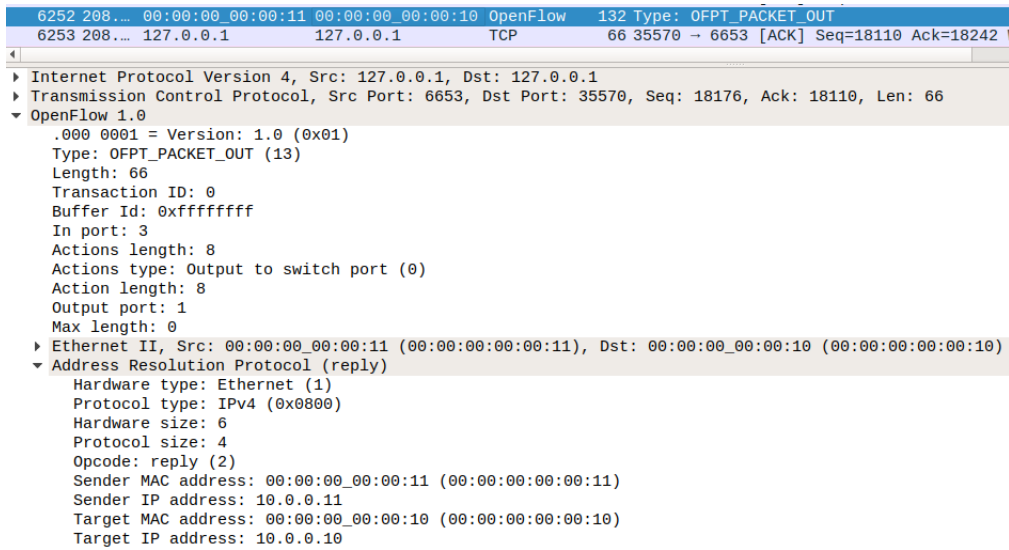 6252 208.… 00:00:00_00:00:11 00:00:00_00:00:10 OpenFlow 132 Type: OFPT_PACKET_OUT
6253 208.… 127.0.0.1 127.0.0.1 TCP 66 35570 → 6653 [ACK] Seq=18110 Ack=18242
Internet Protocol Version 4, Src: 127.0.0.1, Dst: 127.0.0.1
Transmission Control Protocol, Src Port: 6653, Dst Port: 35570, Seq: 18176, Ack: 18110, Len: 66
OpenFlow 1.0
.000 0001 = Version: 1.0 (0x01)
Type: OFPT_PACKET_OUT (13)
Length: 66
Transaction ID: 0
Buffer Id: 0xffffffff
In port: 3
Actions length: 8
Actions type: Output to switch port (0)
Action length: 8
Output port: 1
Max length: 0
Ethernet II, Src: 00:00:00_00:00:11 (00:00:00:00:00:11), Dst: 00:00:00_00:00:10 (00:00:00:00:00:10)
Address Resolution Protocol (reply)
Hardware type: Ethernet (1)
Protocol type: IPv4 (0x0800)
Hardware size: 6
Protocol size: 4
Opcode: reply (2)
Sender MAC address: 00:00:00_00:00:11 (00:00:00:00:00:11)
Sender IP address: 10.0.0.11
Target MAC address: 00:00:00_00:00:10 (00:00:00:00:00:10)
Target IP address: 10.0.0.10